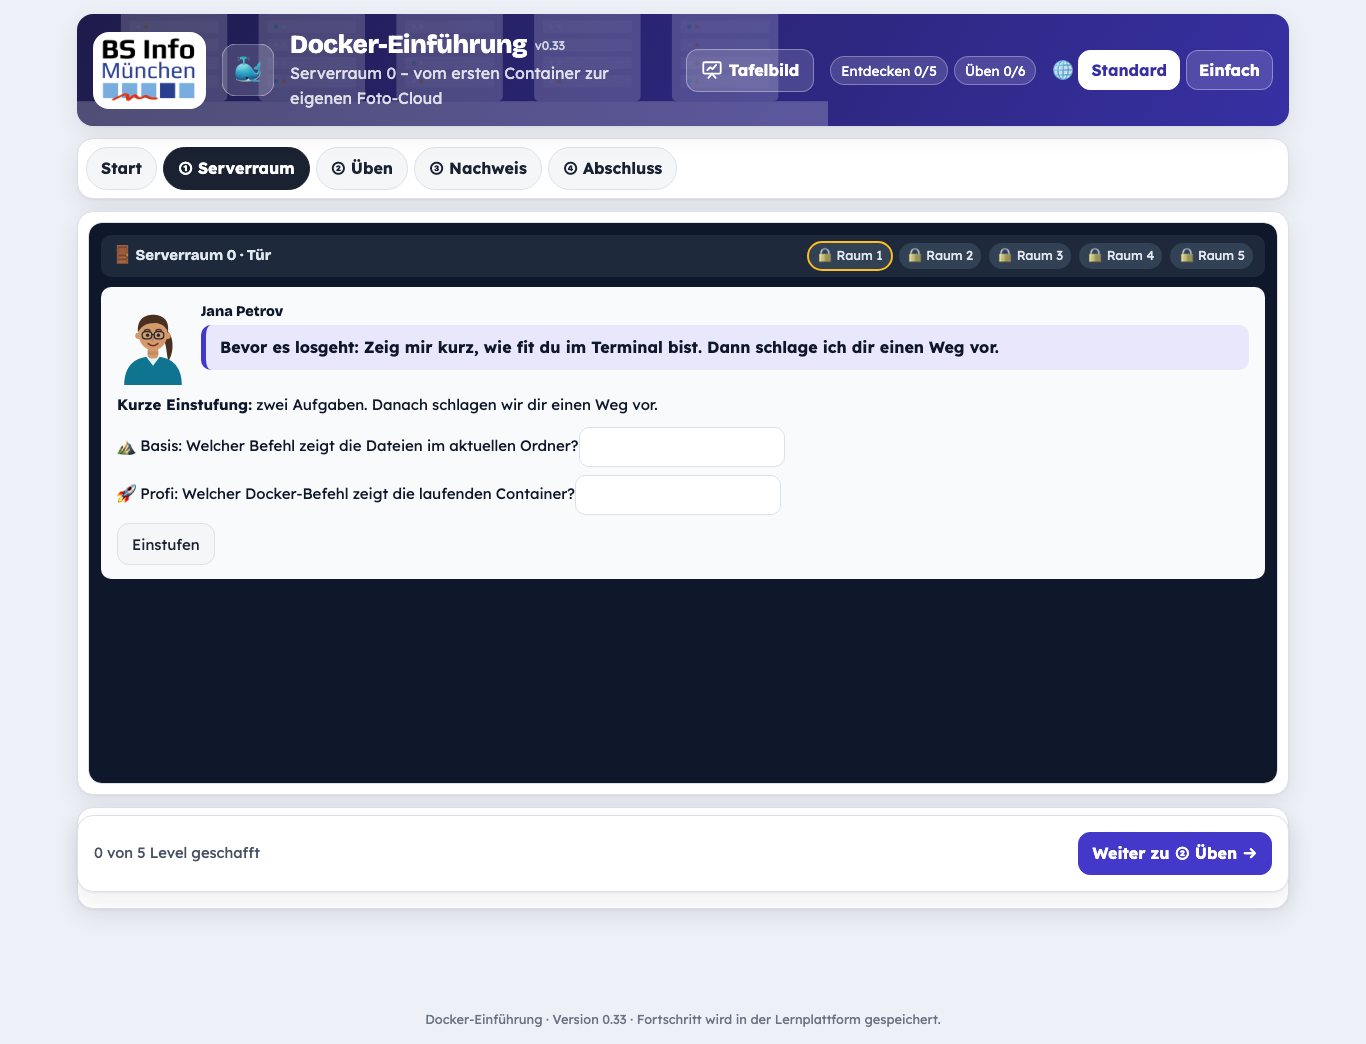 BS Info
München
Docker-Einführung v0.33
Serverraum 0 – vom ersten Container zur
eigenen Foto-Cloud
Tafelbild
Entdecken 0/5
Üben 0/6
Standard
Einfach
Start
① Serverraum
② Üben
③ Nachweis
④ Abschluss
Serverraum 0 · Tür
Raum 1
Raum 2
Raum 3
Raum 4
Raum 5
Jana Petrov
Bevor es losgeht: Zeig mir kurz, wie fit du im Terminal bist. Dann schlage ich dir einen Weg vor.
Kurze Einstufung: zwei Aufgaben. Danach schlagen wir dir einen Weg vor.
Basis: Welcher Befehl zeigt die Dateien im aktuellen Ordner?
Profi: Welcher Docker-Befehl zeigt die laufenden Container?
Einstufen
0 von 5 Level geschafft
Weiter zu ② Üben →
Docker-Einführung · Version 0.33 · Fortschritt wird in der Lernplattform gespeichert.